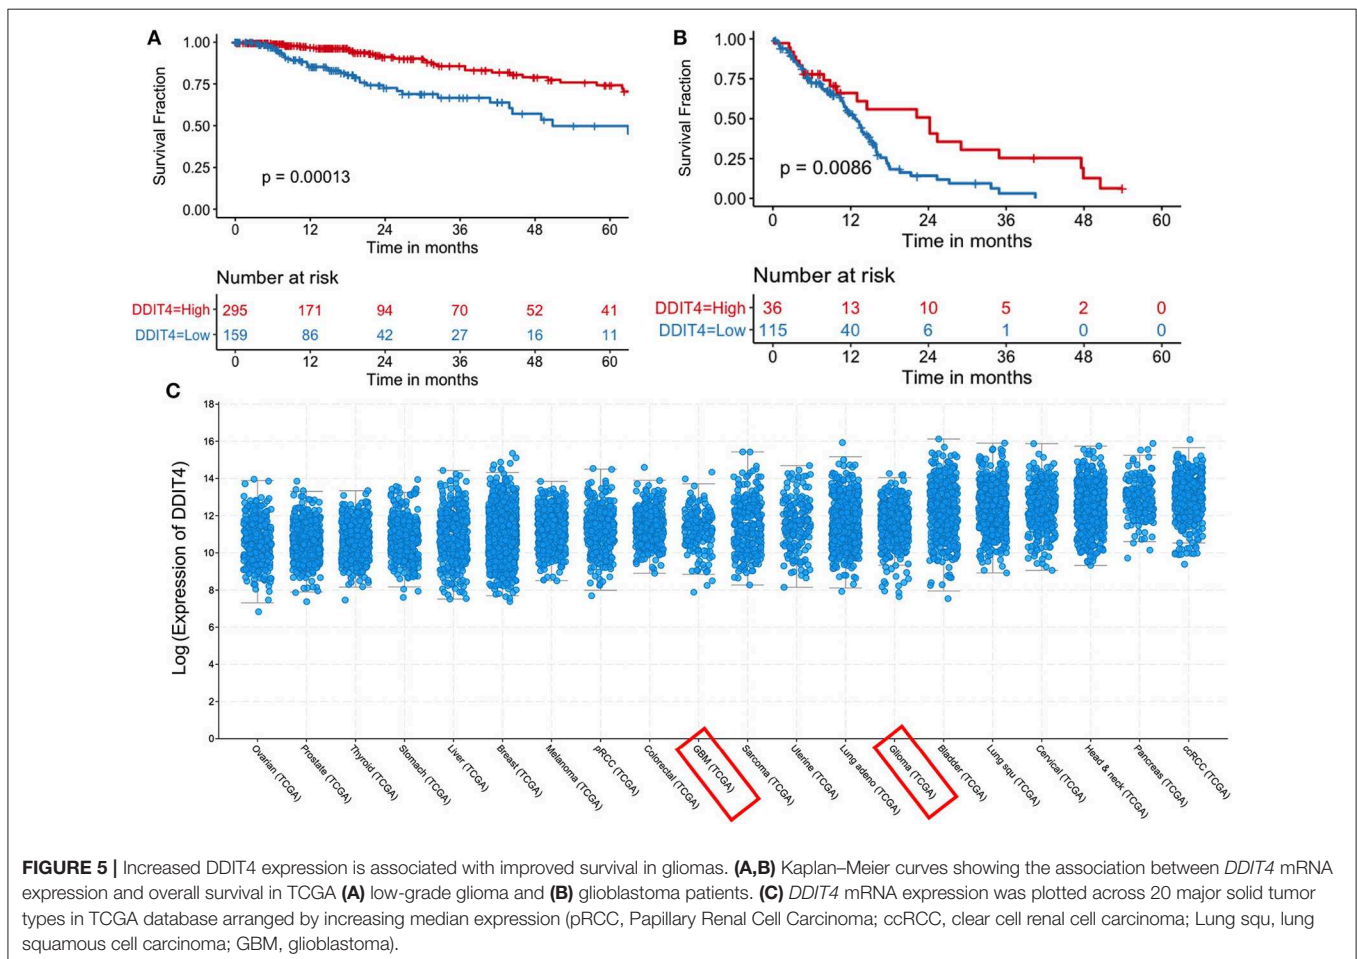 A
1.00
0.75
0.50
0.25
0.00
Survival Fraction
p = 0.00013
0 12 24 36 48 60
Time in months
Number at risk
DDIT4=High 295 171 94 70 52 41
DDIT4=Low 159 86 42 27 16 11
0 12 24 36 48 60
Time in months
B
1.00
0.75
0.50
0.25
0.00
Survival Fraction
p = 0.0086
0 12 24 36 48 60
Time in months
Number at risk
DDIT4=High 36 13 10 5 2 0
DDIT4=Low 115 40 6 1 0 0
0 12 24 36 48 60
Time in months
C
18
16
14
12
10
8
6
4
2
0
Log (Expression of DDIT4)
Ovarian (TCGA)
Prostate (TCGA)
Thyroid (TCGA)
Stomach (TCGA)
Liver (TCGA)
Breast (TCGA)
Melanoma (TCGA)
pRCC (TCGA)
Colorectal (TCGA)
GBM (TCGA)
Sarcoma (TCGA)
Uterine (TCGA)
Lung adeno (TCGA)
Glioma (TCGA)
Bladder (TCGA)
Lung squ (TCGA)
Cervical (TCGA)
Head & neck (TCGA)
Pancreas (TCGA)
ccRCC (TCGA)
FIGURE 5 | Increased DDIT4 expression is associated with improved survival in gliomas. (A,B) Kaplan–Meier curves showing the association between DDIT4 mRNA
expression and overall survival in TCGA (A) low-grade glioma and (B) glioblastoma patients. (C) DDIT4 mRNA expression was plotted across 20 major solid tumor
types in TCGA database arranged by increasing median expression (pRCC, Papillary Renal Cell Carcinoma; ccRCC, clear cell renal cell carcinoma; Lung squ, lung
squamous cell carcinoma; GBM, glioblastoma).